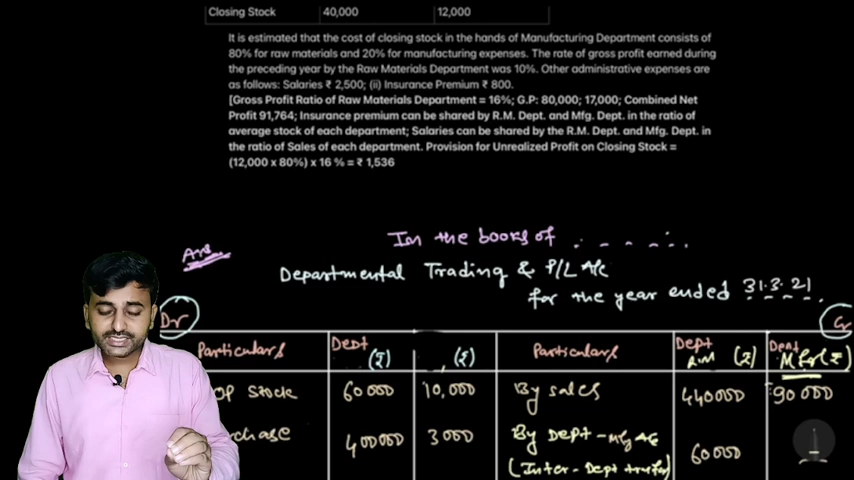 Closing Stock 40,000 12,000
It is estimated that the cost of closing stock in the hands of Manufacturing Department consists of
80% for raw materials and 20% for manufacturing expenses. The rate of gross profit earned during
the preceding year by the Raw Materials Department was 10%. Other administrative expenses are
as follows: Salaries ₹ 2,500; (ii) Insurance Premium ₹ 800.
[Gross Profit Ratio of Raw Materials Department = 16%; G.P: 80,000; 17,000; Combined Net
Profit 91,764; Insurance premium can be shared by R.M. Dept. and Mfg. Dept. in the ratio of
average stock of each department; Salaries can be shared by the R.M. Dept. and Mfg. Dept. in
the ratio of Sales of each department. Provision for Unrealized Profit on Closing Stock =
(12,000 x 80%) x 16 % = ₹ 1,536
Ans In the books of . - - - . . .
Departmental Trading & P/L A/c
for the year ended 31.3.21
Dr Cr
Particulars Dept (₹) (₹) Particulars Dept R.M (₹) Dept Mfg (₹)
OP Stock 60000 10,000 By sales 440000 90000
rchase 400000 3000 By Dept - Mfg A/c
(Inter-Dept trnfr) 60000